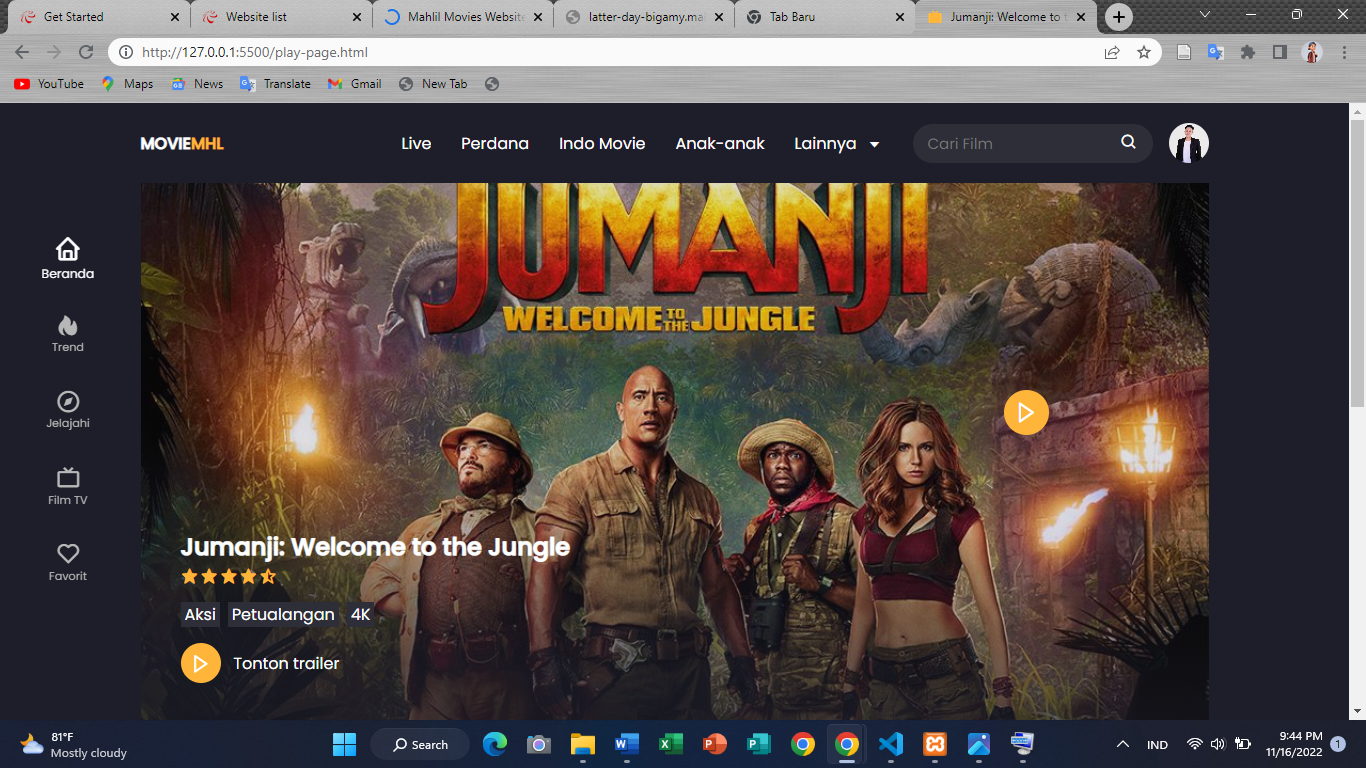 Get Started
Website list
Mahlil Movies Website
latter-day-bigamy.mal
Tab Baru
Jumanji: Welcome to t
http://127.0.0.1:5500/play-page.html
YouTube
Maps
News
Translate
Gmail
New Tab
MOVIEMHL
Live
Perdana
Indo Movie
Anak-anak
Lainnya
Cari Film
Beranda
Trend
Jelajahi
Film TV
Favorit
JUMANJI
WELCOME TO THE JUNGLE
Jumanji: Welcome to the Jungle
Aksi Petualangan 4K
Tonton trailer
81°F
Mostly cloudy
Search
IND
9:44 PM
11/16/2022
1